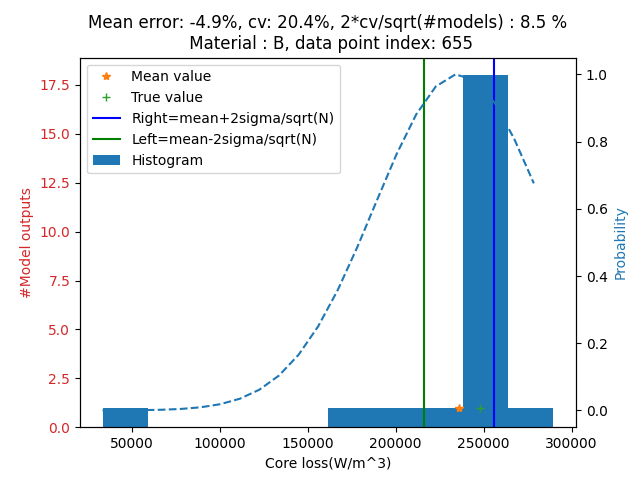 Mean error: -4.9%, cv: 20.4%, 2*cv/sqrt(#models) : 8.5 %
Material : B, data point index: 655
Mean value
True value
Right=mean+2sigma/sqrt(N)
Left=mean-2sigma/sqrt(N)
Histogram
17.5
15.0
12.5
10.0
7.5
5.0
2.5
0.0
#Model outputs
1.0
0.8
0.6
0.4
0.2
0.0
Probability
50000 100000 150000 200000 250000 300000
Core loss(W/m^3)